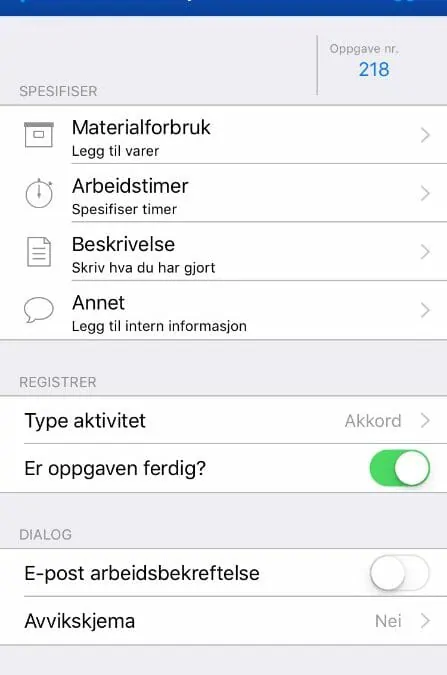 Oppgave nr.
218
SPESIFISER
Materialforbruk
Legg til varer
Arbeidstimer
Spesifiser timer
Beskrivelse
Skriv hva du har gjort
Annet
Legg til intern informasjon
REGISTRER
Type aktivitet Akkord
Er oppgaven ferdig?
DIALOG
E-post arbeidsbekreftelse
Avvikskjema Nei